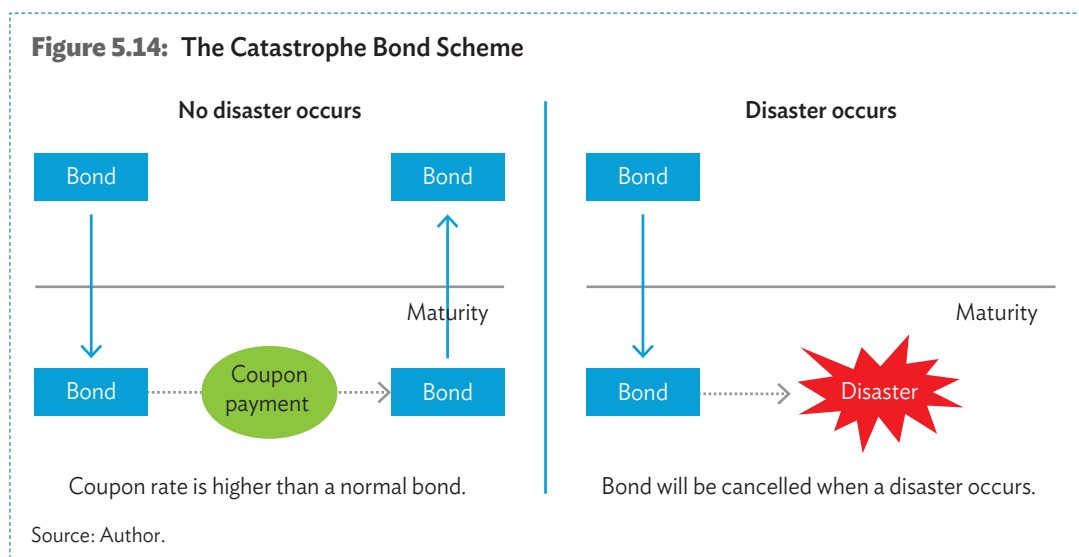 Figure 5.14: The Catastrophe Bond Scheme
No disaster occurs
Bond
Bond
Maturity
Bond
Coupon
payment
Bond
Coupon rate is higher than a normal bond.
Disaster occurs
Bond
Maturity
Bond
Disaster
Bond will be cancelled when a disaster occurs.
Source: Author.